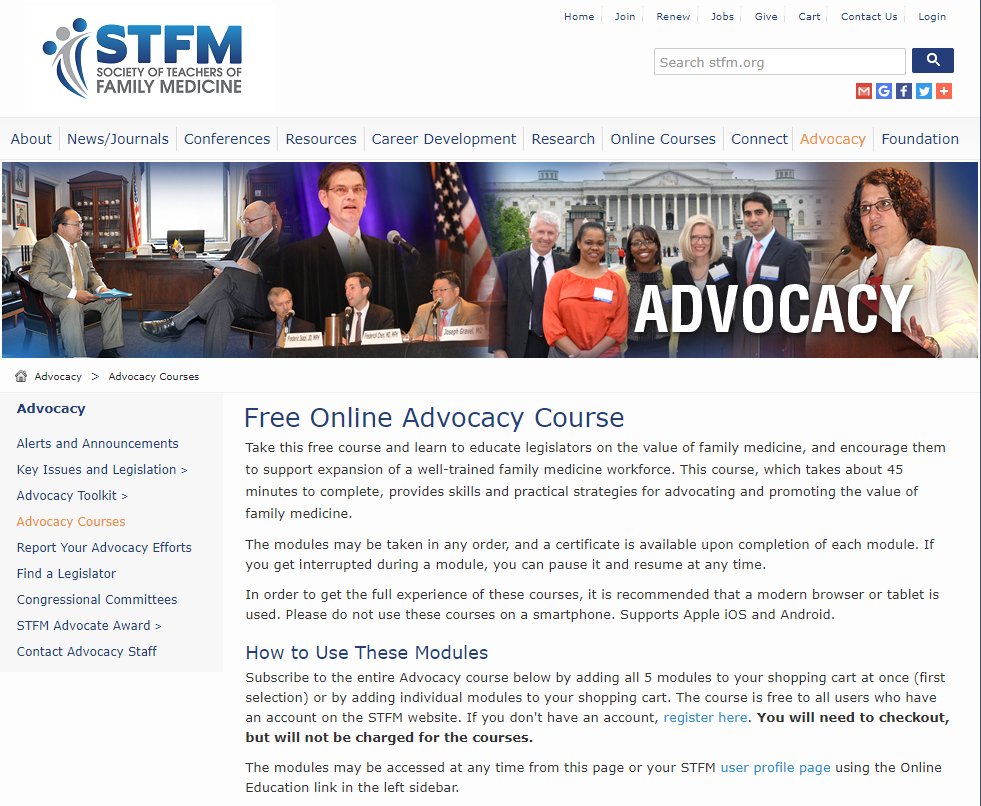 Home Join Renew Jobs Give Cart Contact Us Login
STFM
SOCIETY OF TEACHERS OF
FAMILY MEDICINE
Search stfm.org
About News/Journals Conferences Resources Career Development Research Online Courses Connect Advocacy Foundation
Joseph Gravel, MD
ADVOCACY
Advocacy > Advocacy Courses
Advocacy
Alerts and Announcements
Key Issues and Legislation >
Advocacy Toolkit >
Advocacy Courses
Report Your Advocacy Efforts
Find a Legislator
Congressional Committees
STFM Advocate Award >
Contact Advocacy Staff
Free Online Advocacy Course
Take this free course and learn to educate legislators on the value of family medicine, and encourage them
to support expansion of a well-trained family medicine workforce. This course, which takes about 45
minutes to complete, provides skills and practical strategies for advocating and promoting the value of
family medicine.
The modules may be taken in any order, and a certificate is available upon completion of each module. If
you get interrupted during a module, you can pause it and resume at any time.
In order to get the full experience of these courses, it is recommended that a modern browser or tablet is
used. Please do not use these courses on a smartphone. Supports Apple iOS and Android.
How to Use These Modules
Subscribe to the entire Advocacy course below by adding all 5 modules to your shopping cart at once (first
selection) or by adding individual modules to your shopping cart. The course is free to all users who have
an account on the STFM website. If you don't have an account, register here. You will need to checkout,
but will not be charged for the courses.
The modules may be accessed at any time from this page or your STFM user profile page using the Online
Education link in the left sidebar.